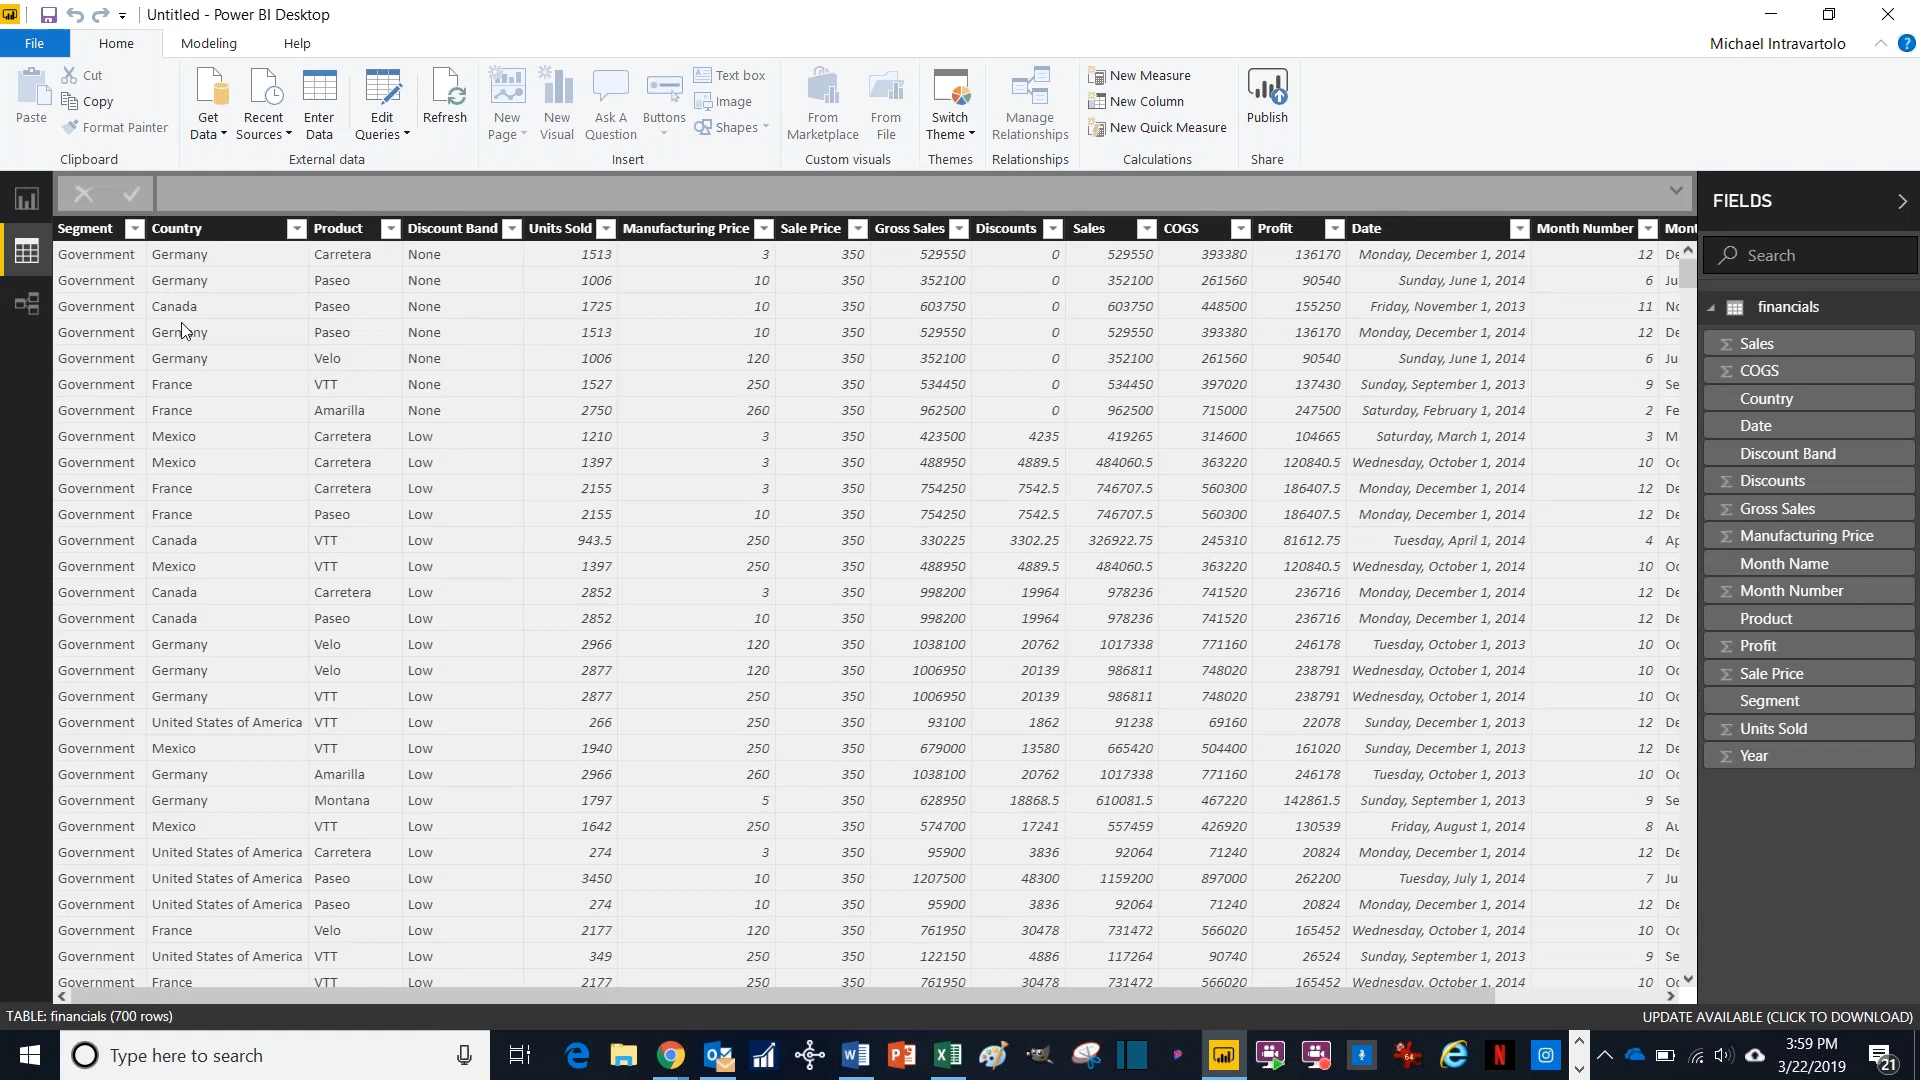 Untitled - Power BI Desktop
File Home Modeling Help Michael Intravartolo
Paste Cut Copy Format Painter Clipboard
Get Data Recent Sources Enter Data Edit Queries Refresh External data
New Page New Visual Ask A Question Buttons Text box Image Shapes Insert
From Marketplace From File Custom visuals
Switch Theme Themes
Manage Relationships Relationships
New Measure New Column New Quick Measure Calculations
Publish Share
Segment Country Product Discount Band Units Sold Manufacturing Price Sale Price Gross Sales Discounts Sales COGS Profit Date Month Number Mont
Government Germany Carretera None 1513 3 350 529550 0 529550 393380 136170 Monday, December 1, 2014 12 De
Government Germany Paseo None 1006 10 350 352100 0 352100 261560 90540 Sunday, June 1, 2014 6 Ju
Government Canada Paseo None 1725 10 350 603750 0 603750 448500 155250 Friday, November 1, 2013 11 No
Government Germany Paseo None 1513 10 350 529550 0 529550 393380 136170 Monday, December 1, 2014 12 De
Government Germany Velo None 1006 120 350 352100 0 352100 261560 90540 Sunday, June 1, 2014 6 Ju
Government France VTT None 1527 250 350 534450 0 534450 397020 137430 Sunday, September 1, 2013 9 Se
Government France Amarilla None 2750 260 350 962500 0 962500 715000 247500 Saturday, February 1, 2014 2 Fe
Government Mexico Carretera Low 1210 3 350 423500 4235 419265 314600 104665 Saturday, March 1, 2014 3 M
Government Mexico Carretera Low 1397 3 350 488950 4889.5 484060.5 363220 120840.5 Wednesday, October 1, 2014 10 Oc
Government France Carretera Low 2155 3 350 754250 7542.5 746707.5 560300 186407.5 Monday, December 1, 2014 12 De
Government France Paseo Low 2155 10 350 754250 7542.5 746707.5 560300 186407.5 Monday, December 1, 2014 12 De
Government Canada VTT Low 943.5 250 350 330225 3302.25 326922.75 245310 81612.75 Tuesday, April 1, 2014 4 Ap
Government Mexico VTT Low 1397 250 350 488950 4889.5 484060.5 363220 120840.5 Wednesday, October 1, 2014 10 Oc
Government Canada Carretera Low 2852 3 350 998200 19964 978236 741520 236716 Monday, December 1, 2014 12 De
Government Canada Paseo Low 2852 10 350 998200 19964 978236 741520 236716 Monday, December 1, 2014 12 De
Government Germany Velo Low 2966 120 350 1038100 20762 1017338 771160 246178 Tuesday, October 1, 2013 10 Oc
Government Germany Velo Low 2877 120 350 1006950 20139 986811 748020 238791 Wednesday, October 1, 2014 10 Oc
Government Germany VTT Low 2877 250 350 1006950 20139 986811 748020 238791 Wednesday, October 1, 2014 10 Oc
Government United States of America VTT Low 266 250 350 93100 1862 91238 69160 22078 Sunday, December 1, 2013 12 De
Government Mexico VTT Low 1940 250 350 679000 13580 665420 504400 161020 Sunday, December 1, 2013 12 De
Government Germany Amarilla Low 2966 260 350 1038100 20762 1017338 771160 246178 Tuesday, October 1, 2013 10 Oc
Government Germany Montana Low 1797 5 350 628950 18868.5 610081.5 467220 142861.5 Sunday, September 1, 2013 9 Se
Government Mexico VTT Low 1642 250 350 574700 17241 557459 426920 130539 Friday, August 1, 2014 8 Au
Government United States of America Carretera Low 274 3 350 95900 3836 92064 71240 20824 Monday, December 1, 2014 12 De
Government United States of America Paseo Low 3450 10 350 1207500 48300 1159200 897000 262200 Tuesday, July 1, 2014 7 Ju
Government United States of America Paseo Low 274 10 350 95900 3836 92064 71240 20824 Monday, December 1, 2014 12 De
Government France Velo Low 2177 120 350 761950 30478 731472 566020 165452 Wednesday, October 1, 2014 10 Oc
Government United States of America VTT Low 349 250 350 122150 4886 117264 90740 26524 Sunday, September 1, 2013 9 Se
Government France VTT Low 2177 250 350 761950 30478 731472 566020 165452 Wednesday, October 1, 2014 10 Oc
FIELDS
Search
financials
Sales
COGS
Country
Date
Discount Band
Discounts
Gross Sales
Manufacturing Price
Month Name
Month Number
Product
Profit
Sale Price
Segment
Units Sold
Year
TABLE: financials (700 rows) UPDATE AVAILABLE (CLICK TO DOWNLOAD)
Type here to search
3:59 PM
3/22/2019
21